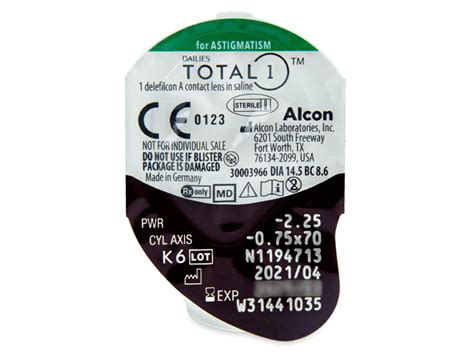 for ASTIGMATISM
DAILIES
TOTAL 1™
1 delefilcon A contact lens in saline
STERILE
CE 0123
Alcon
Alcon Laboratories, Inc.
6201 South Freeway
Fort Worth, TX
76134-2099, USA
NOT FOR INDIVIDUAL SALE
DO NOT USE IF BLISTER
PACKAGE IS DAMAGED
Made in Germany
30003966 DIA 14.5 BC 8.6
Rx only MD
PWR -2.25
CYL AXIS -0.75x70
K6 LOT N1194713
2021/04
EXP
W31441035